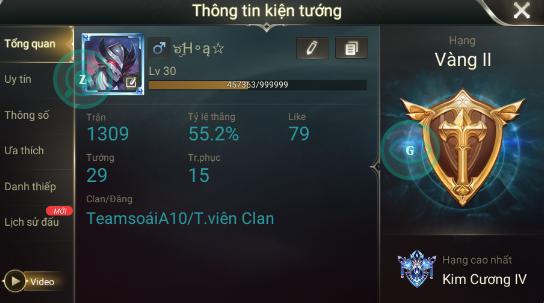 Thông tin kiện tướng
Tổng quan
Uy tín
Thông số
Ưa thích
Danh thiếp
Lịch sử đấu
MỚI
Video
Z
Lv 30
457363/999999
Trận
1309
Tỷ lệ thắng
55.2%
Like
79
Tướng
29
Tr.phục
15
Clan/Đảng
TeamsoáiA10/T.viên Clan
Hạng
Vàng II
G
Hạng cao nhất
Kim Cương IV